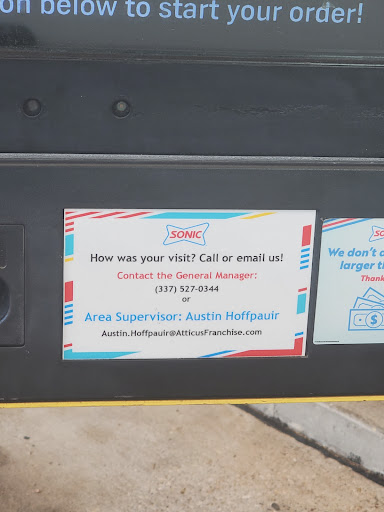 on below to start your order!
SONIC
How was your visit? Call or email us!
Contact the General Manager:
(337) 527-0344
or
Area Supervisor: Austin Hoffpauir
Austin.Hoffpauir@AtticusFranchise.com
We don't
larger
$